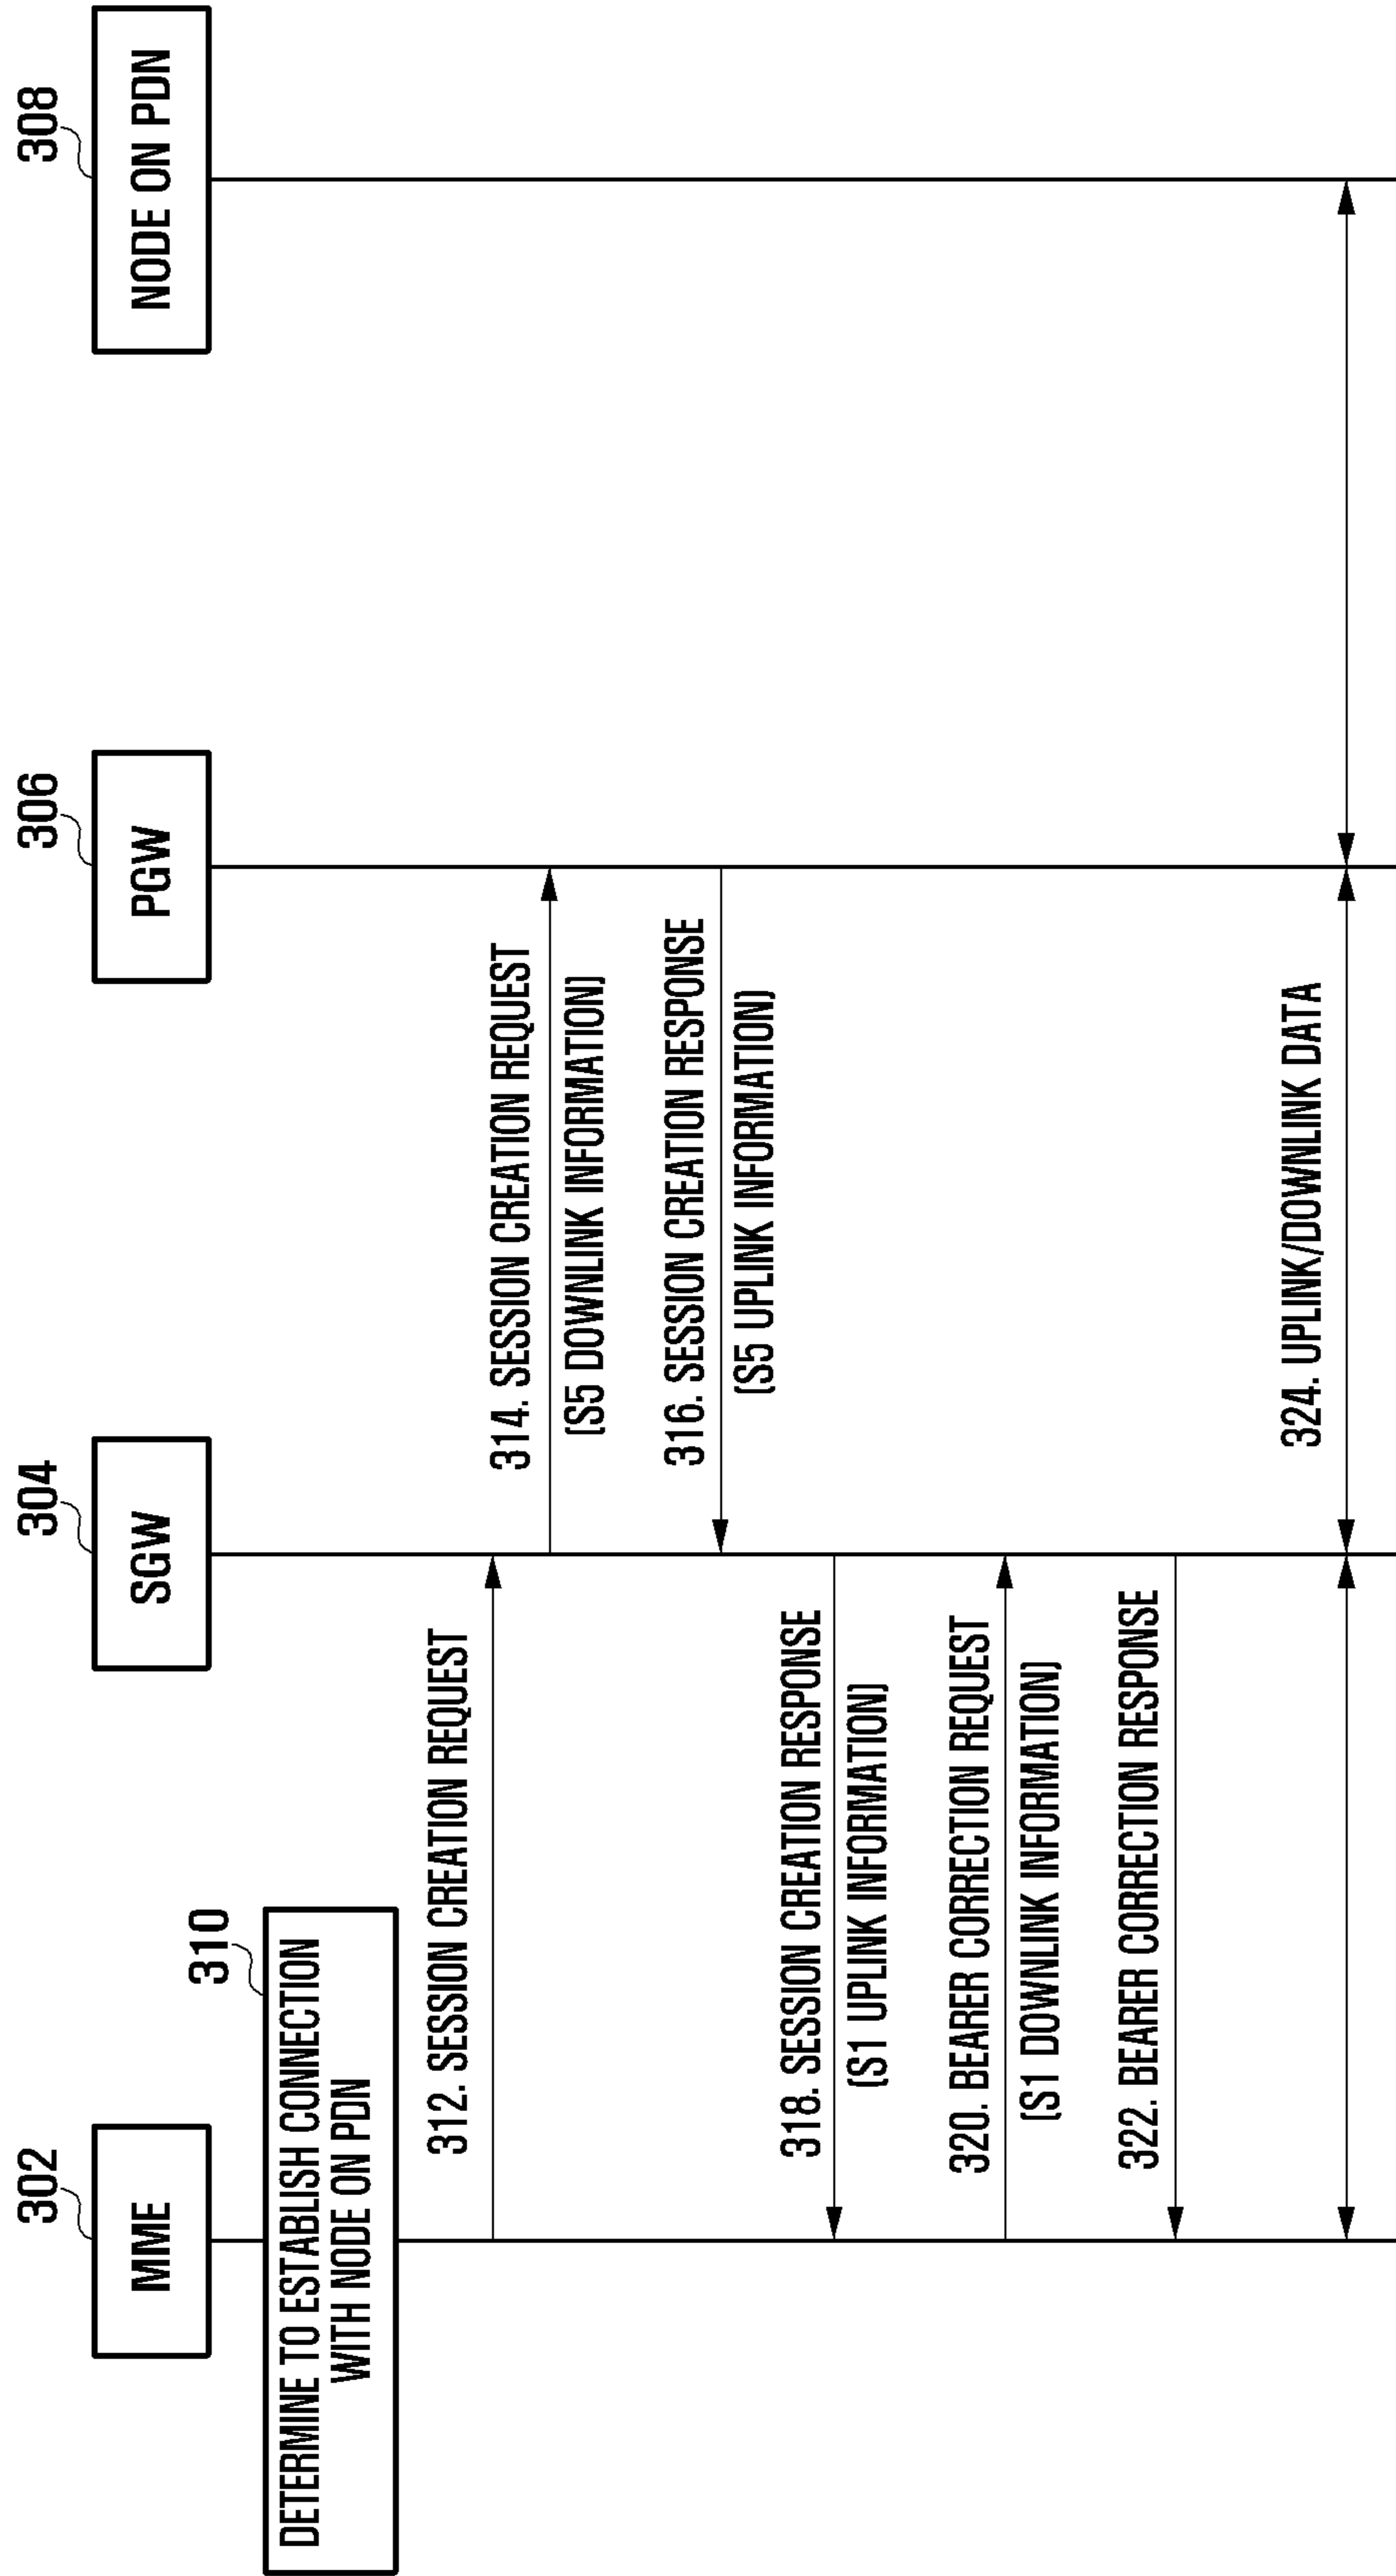 302
304
306
308
MME
SGW
PGW
NODE ON PDN
310
DETERMINE TO ESTABLISH CONNECTION
WITH NODE ON PDN
312. SESSION CREATION REQUEST
314. SESSION CREATION REQUEST
(S5 DOWNLINK INFORMATION)
316. SESSION CREATION RESPONSE
(S5 UPLINK INFORMATION)
318. SESSION CREATION RESPONSE
(S1 UPLINK INFORMATION)
320. BEARER CORRECTION REQUEST
(S1 DOWNLINK INFORMATION)
322. BEARER CORRECTION RESPONSE
324. UPLINK/DOWNLINK DATA